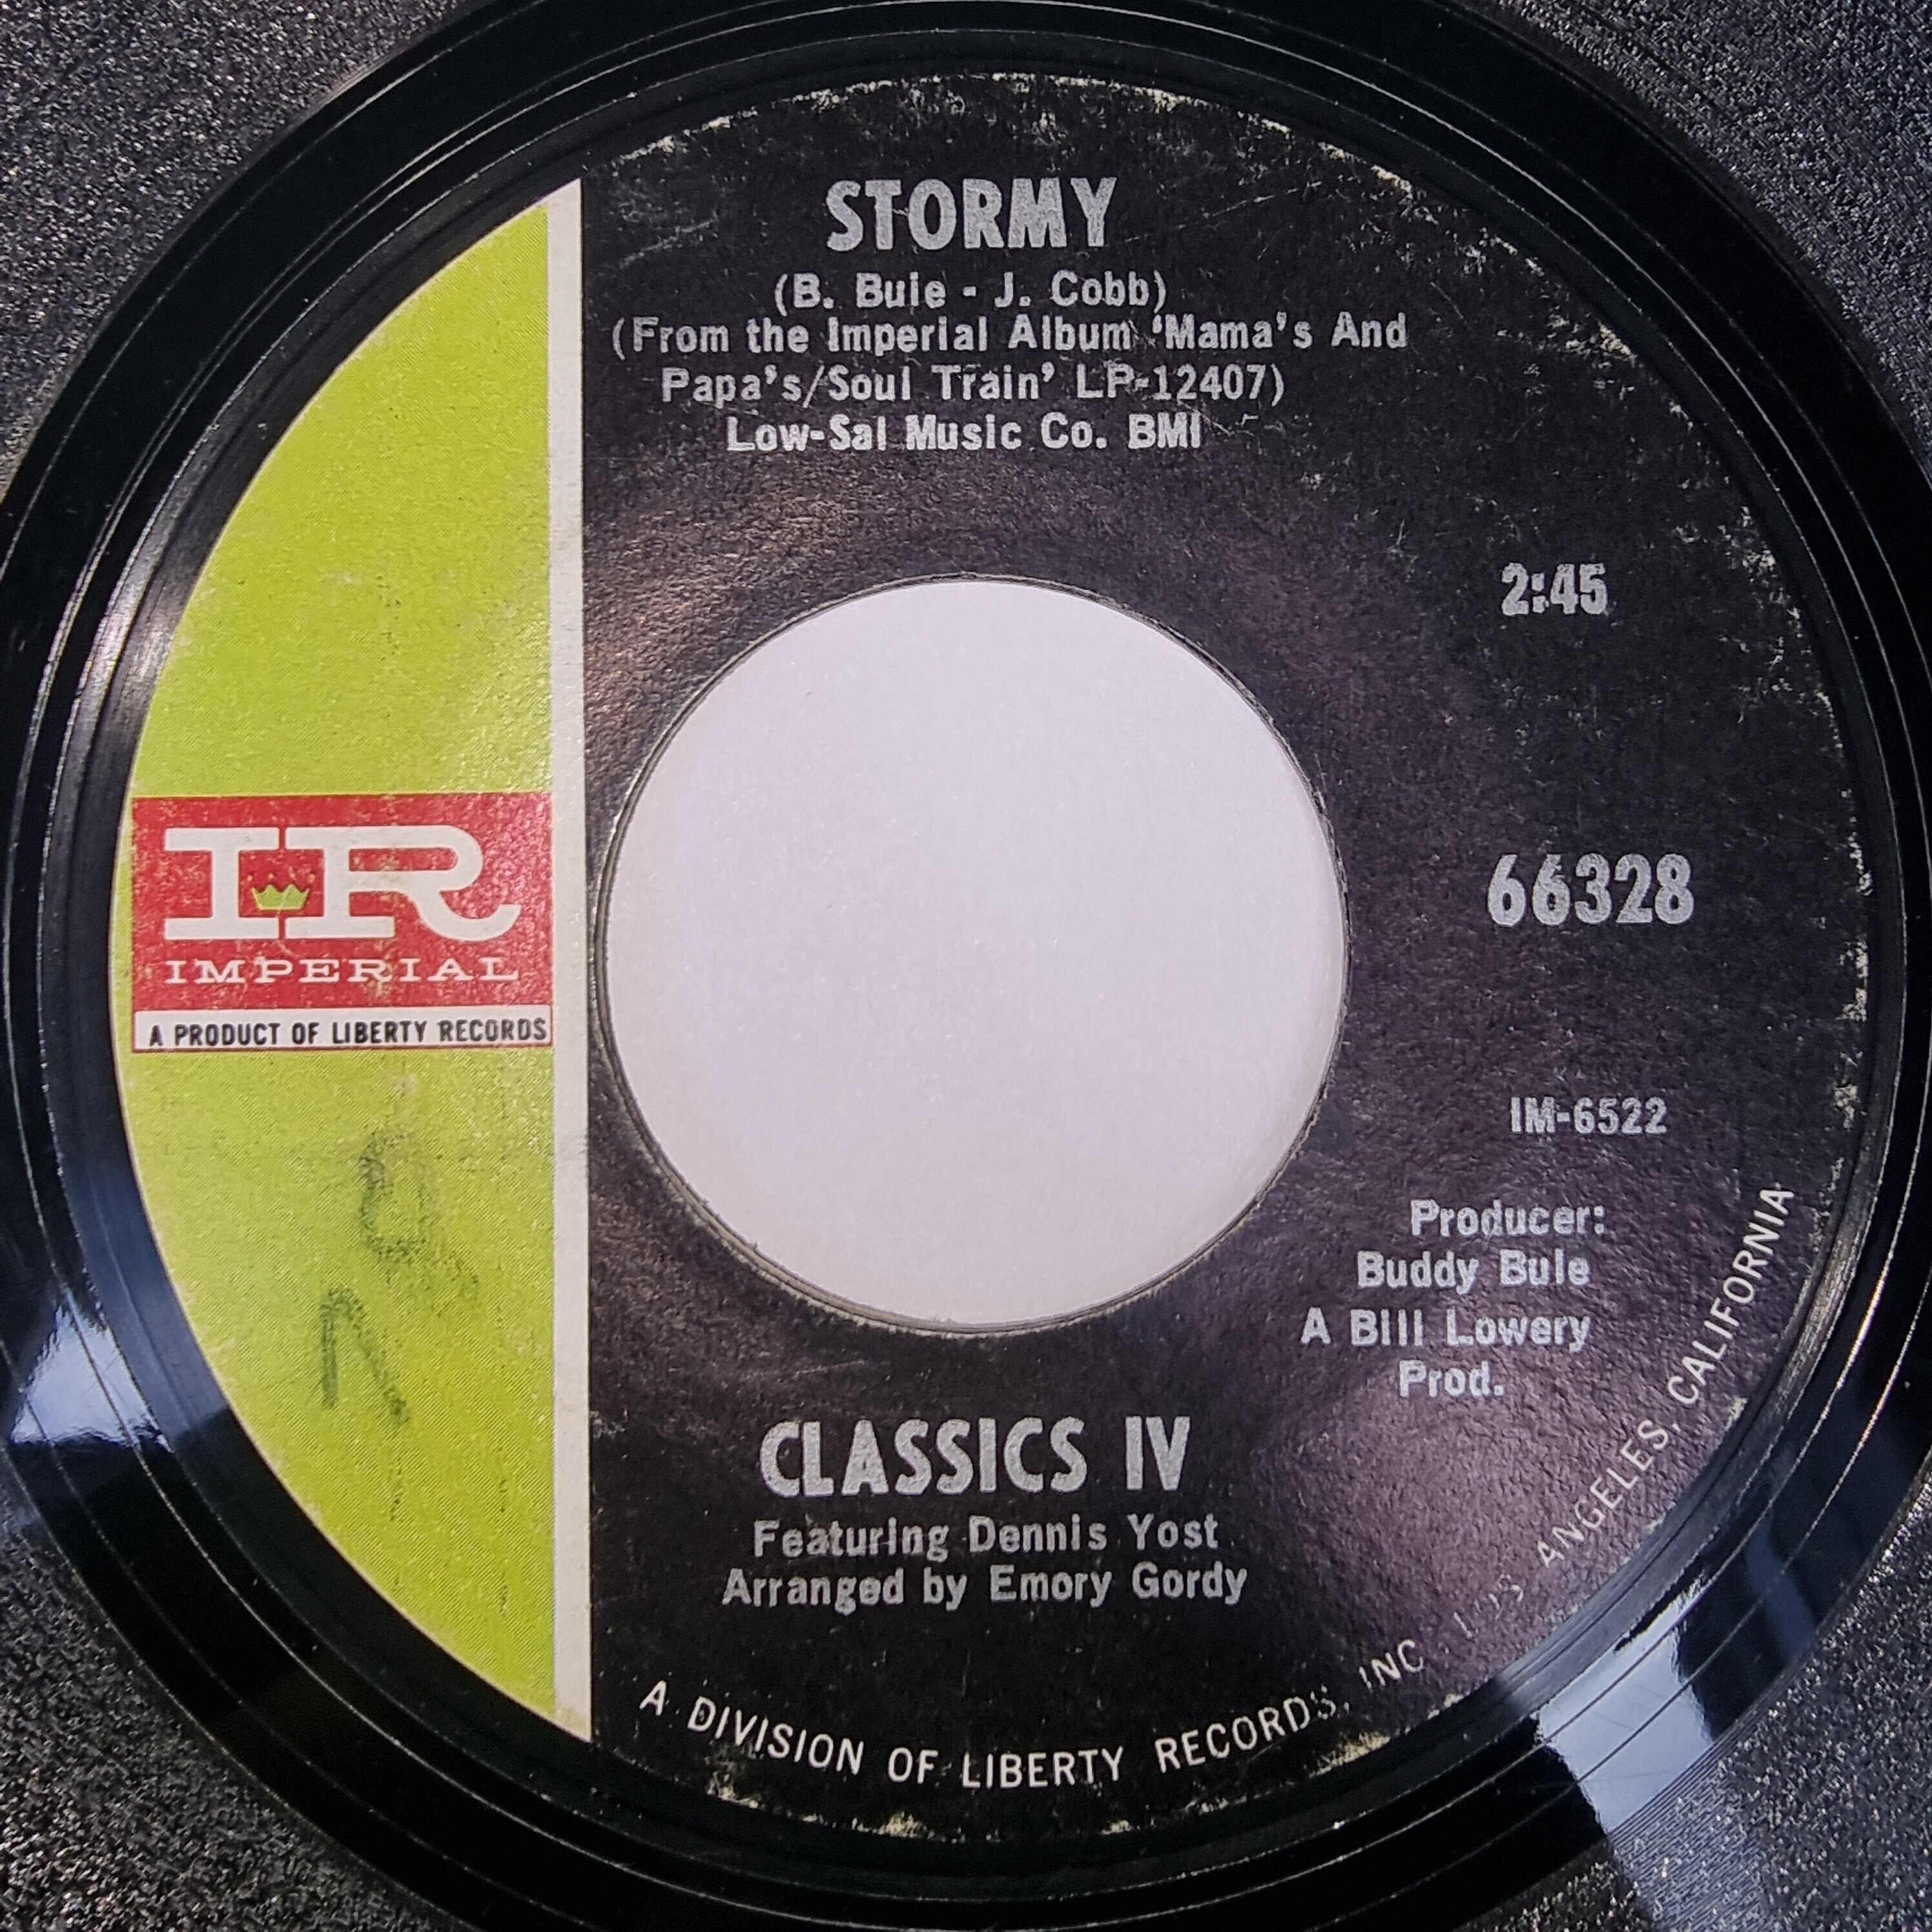 STORMY
(B. Buie - J. Cobb)
(From the Imperial Album 'Mama's And
Papa's/Soul Train' LP-12407)
Low-Sal Music Co. BMI
2:45
IR
IMPERIAL
A PRODUCT OF LIBERTY RECORDS
66328
IM-6522
Producer:
Buddy Buie
A Bill Lowery
Prod.
CLASSICS IV
Featuring Dennis Yost
Arranged by Emory Gordy
A DIVISION OF LIBERTY RECORDS, INC., ANGELES, CALIFORNIA